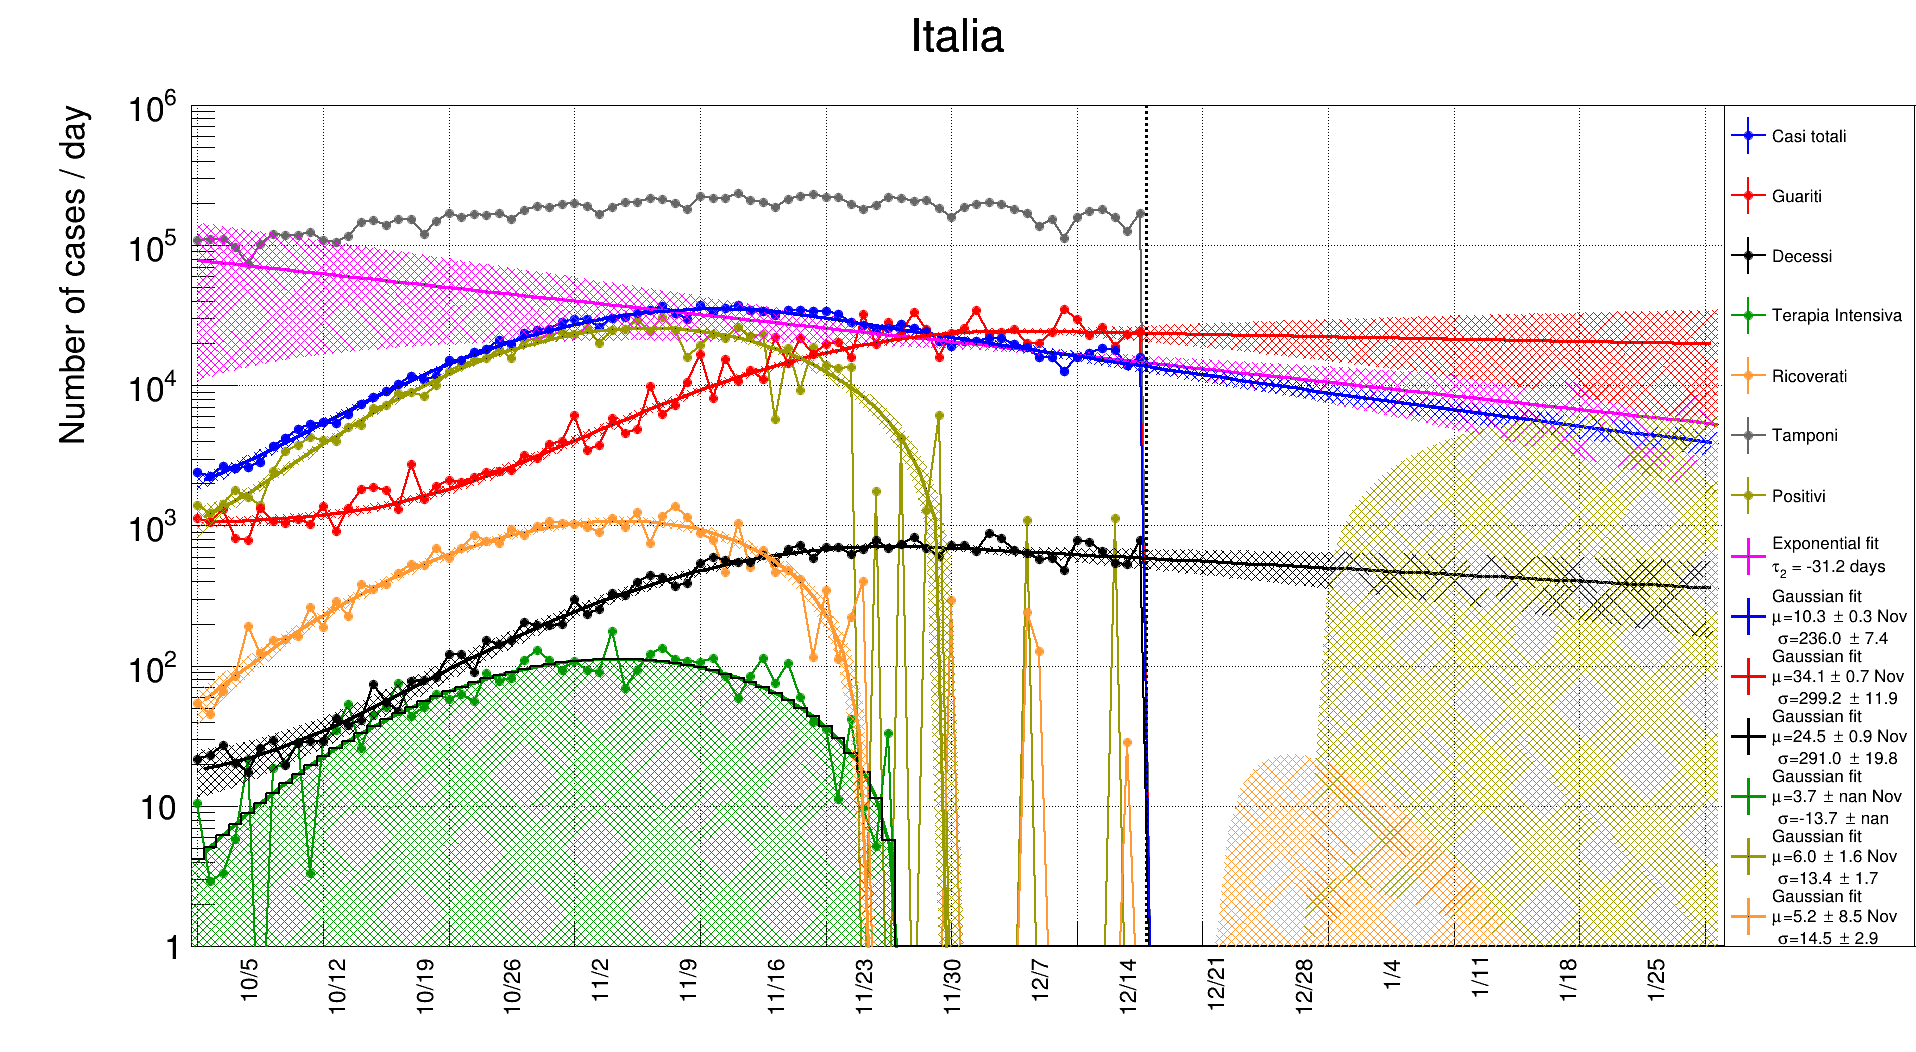 Italia
Number of cases / day
10^6
10^5
10^4
10^3
10^2
10
1
10/5
10/12
10/19
10/26
11/2
11/9
11/16
11/23
11/30
12/7
12/14
12/21
12/28
1/4
1/11
1/18
1/25
Casi totali
Guariti
Decessi
Terapia Intensiva
Ricoverati
Tamponi
Positivi
Exponential fit
τ₂ = -31.2 days
Gaussian fit
μ=10.3 ± 0.3 Nov
σ=236.0 ± 7.4
Gaussian fit
μ=34.1 ± 0.7 Nov
σ=299.2 ± 11.9
Gaussian fit
μ=24.5 ± 0.9 Nov
σ=291.0 ± 19.8
Gaussian fit
μ=3.7 ± nan Nov
σ=-13.7 ± nan
Gaussian fit
μ=6.0 ± 1.6 Nov
σ=13.4 ± 1.7
Gaussian fit
μ=5.2 ± 8.5 Nov
σ=14.5 ± 2.9